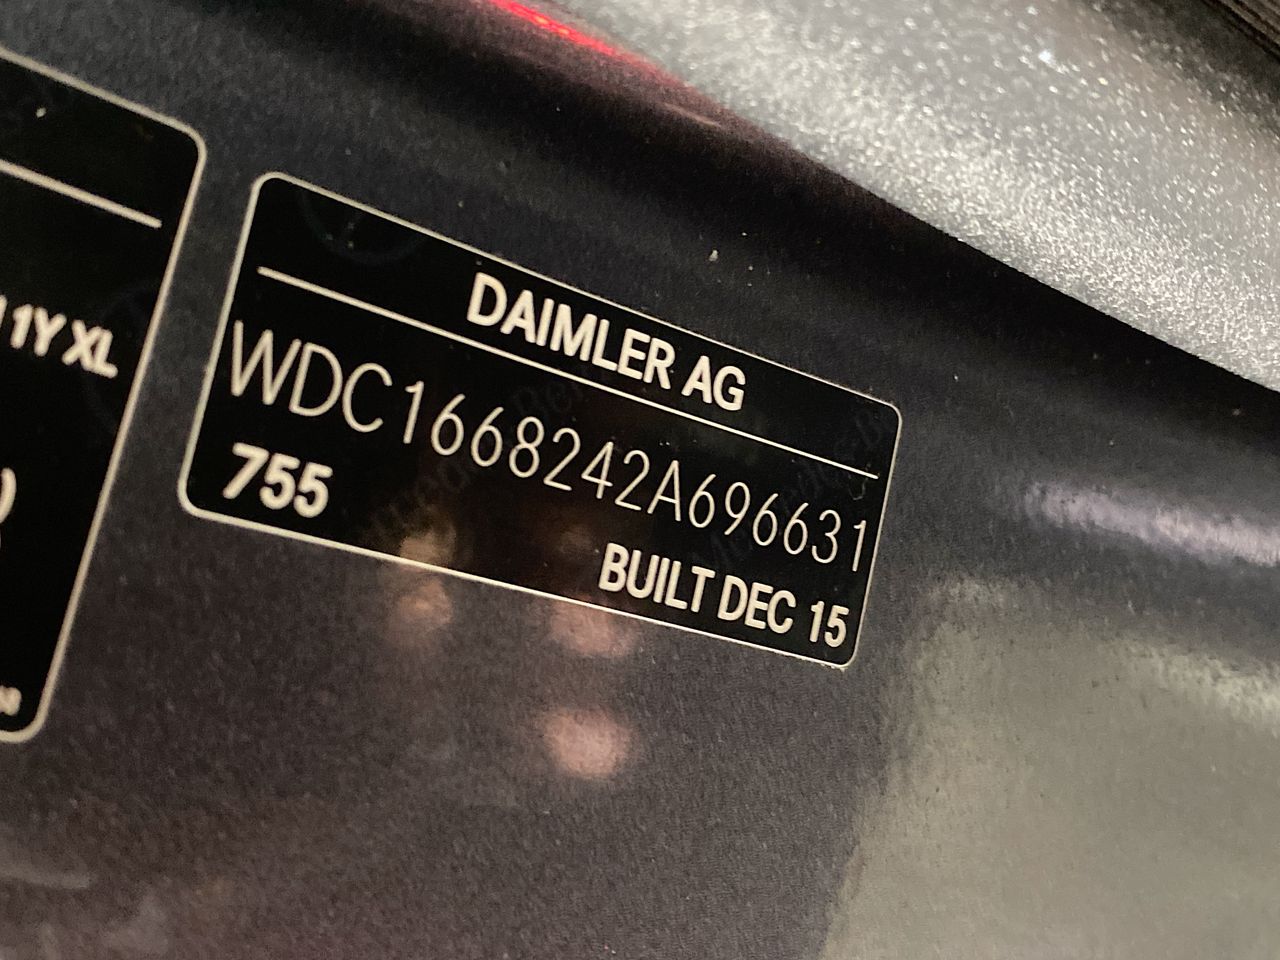 11Y XL
)
DAIMLER AG
WDC1668242A696631
755
BUILT DEC 15